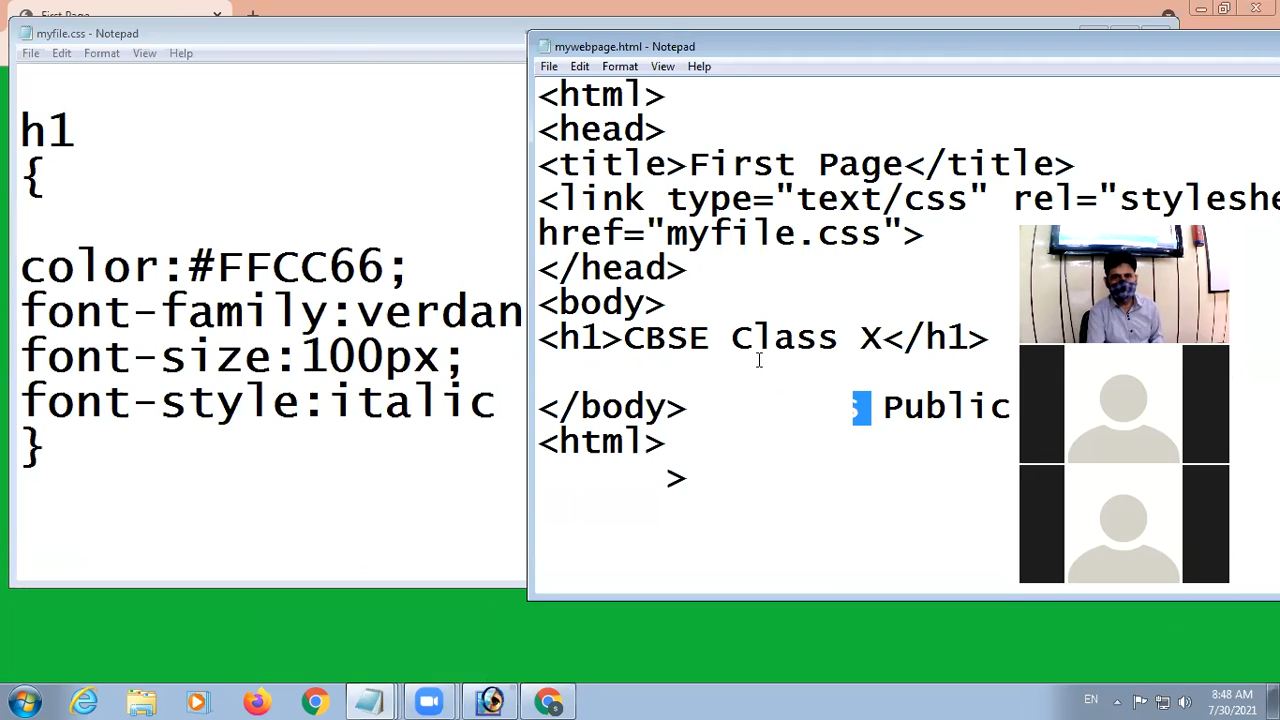 First Page
myfile.css - Notepad
File Edit Format View Help
h1
{
color:#FFCC66;
font-family:verdan
font-size:100px;
font-style:italic
}
mywebpage.html - Notepad
File Edit Format View Help
<html>
<head>
<title>First Page</title>
<link type="text/css" rel="styleshe
href="myfile.css">
</head>
<body>
<h1>CBSE Class X</h1>
</body> s Public
<html>
>
EN
8:48 AM
7/30/2021